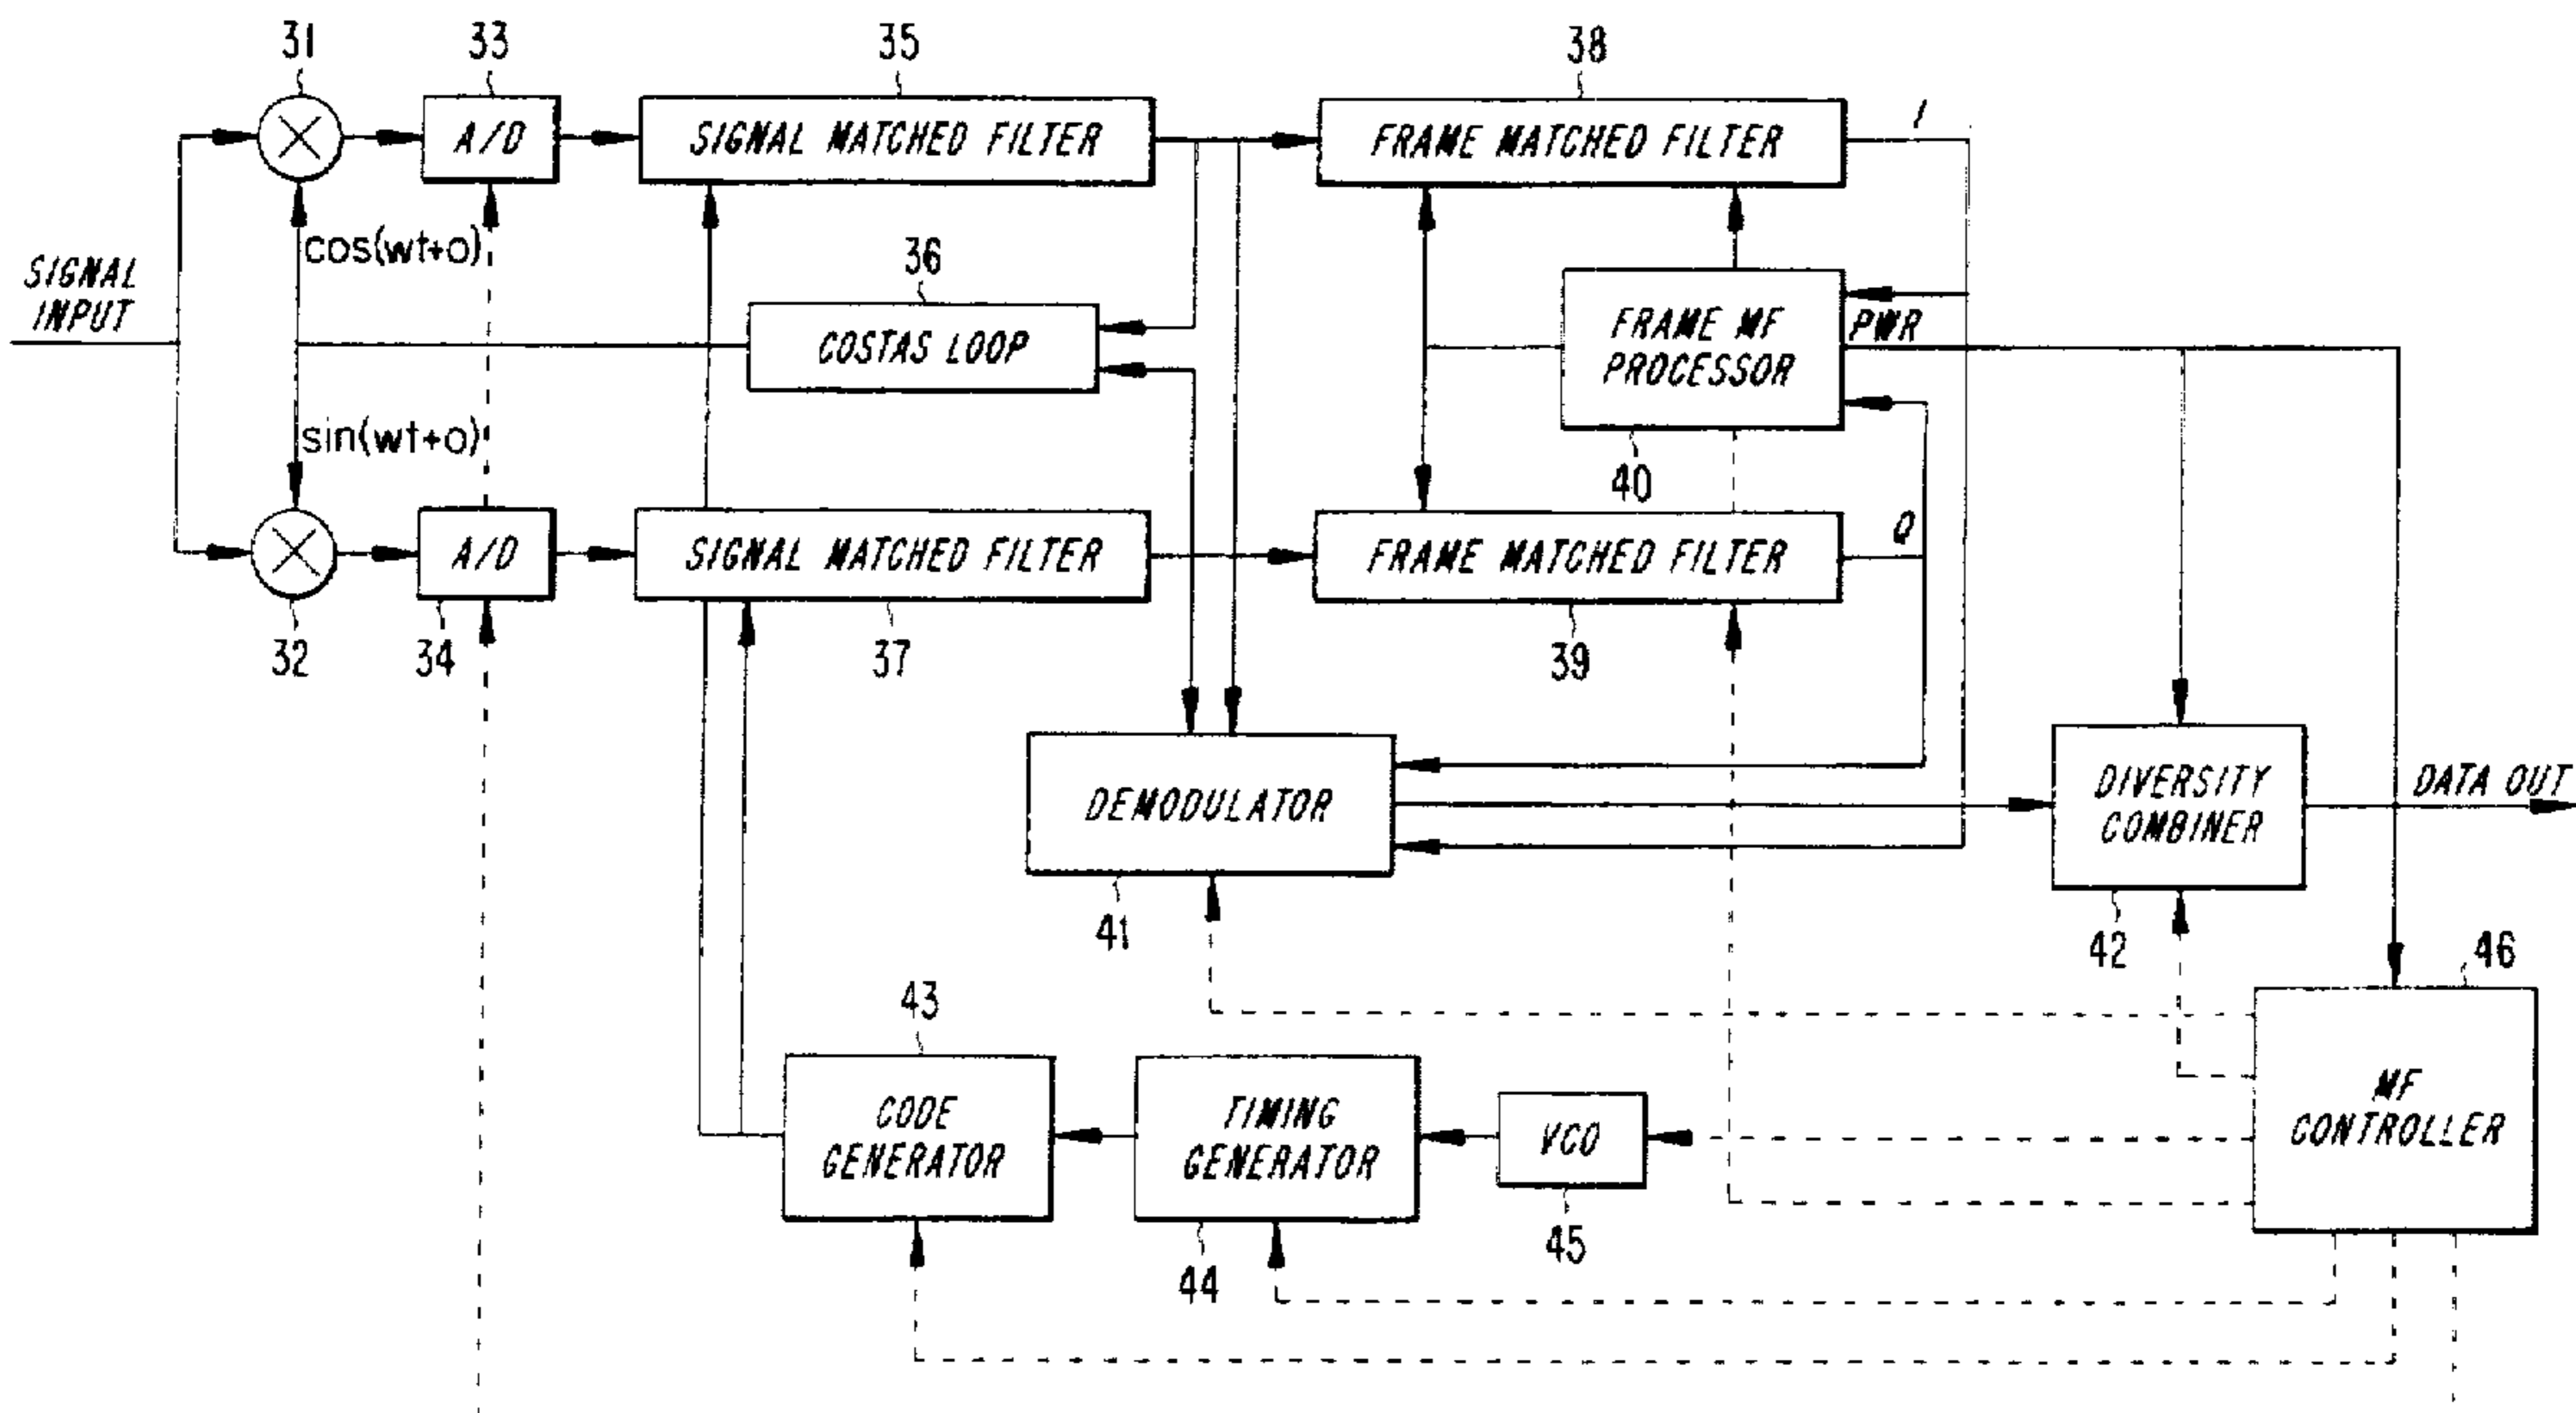 31
33
35
38
A/D
SIGNAL MATCHED FILTER
FRAME MATCHED FILTER
I
cos(wt+o)
36
SIGNAL
INPUT
COSTAS LOOP
FRAME MF
PROCESSOR
PWR
sin(wt+o)
40
A/D
SIGNAL MATCHED FILTER
FRAME MATCHED FILTER
Q
32
34
37
39
DEMODULATOR
DIVERSITY
COMBINER
DATA OUT
41
42
46
43
CODE
GENERATOR
TIMING
GENERATOR
VCO
MF
CONTROLLER
44
45